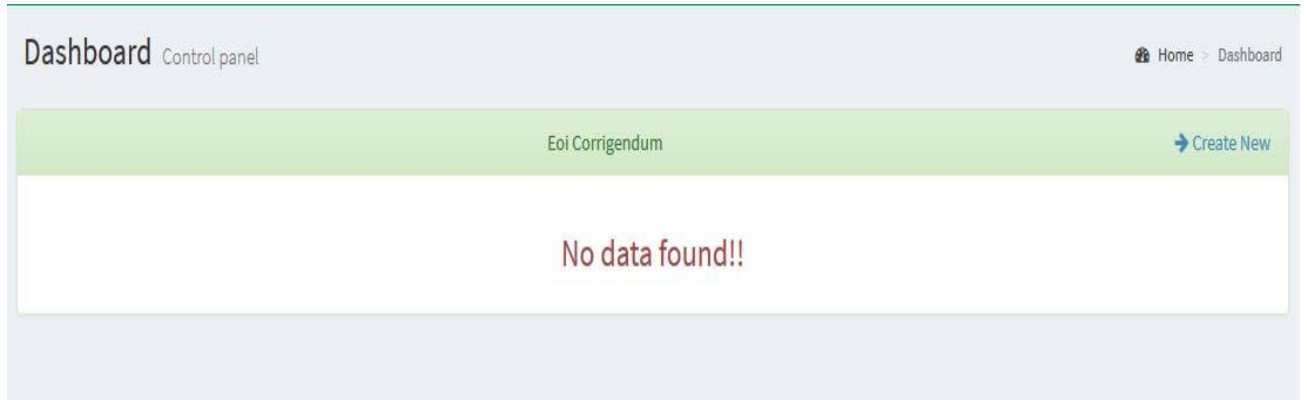 Dashboard Control panel
Home > Dashboard
Eoi Corrigendum
Create New
No data found!!